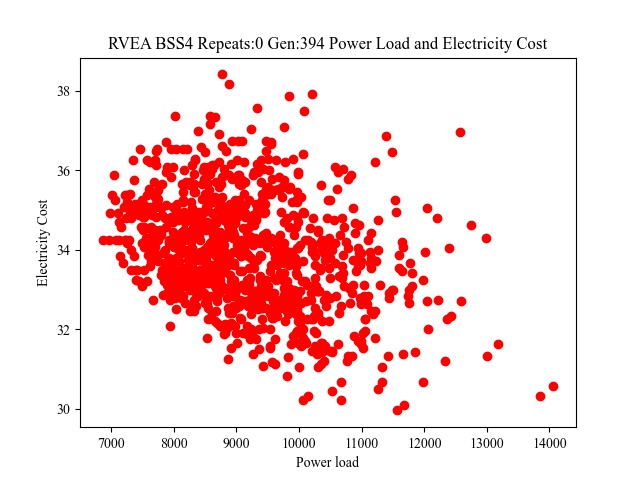 RVEA BSS4 Repeats:0 Gen:394 Power Load and Electricity Cost
38
36
34
32
30
Electricity Cost
7000 8000 9000 10000 11000 12000 13000 14000
Power load